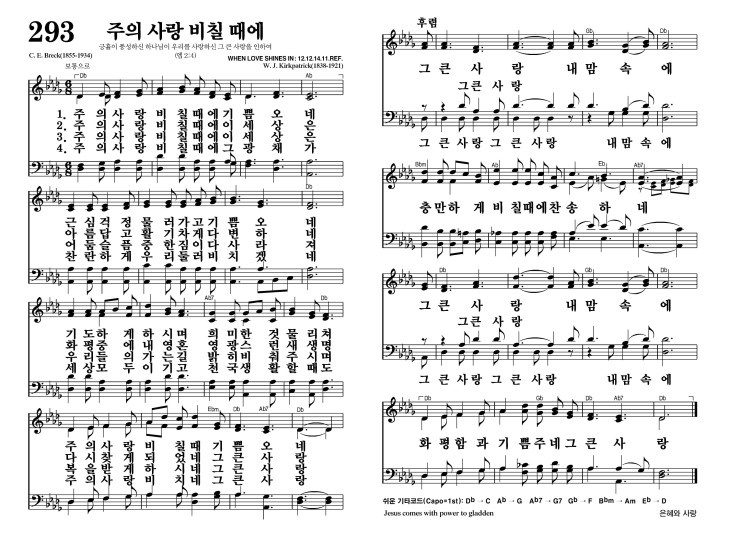 293 주의 사랑 비칠 때에
긍휼이 풍성하신 하나님이 우리를 사랑하신 그 큰 사랑을 인하여
(엡 2:4)
C. E. Breck(1855-1934)
보통으로
WHEN LOVE SHINES IN: 12.12.14.11.REF.
W. J. Kirkpatrick(1838-1921)
Db Ab
1. 주 의 사 랑 비 칠 때 에 기 쁨 오 네
2. 주 의 사 랑 비 칠 때 에 이 세 상 은
3. 주 의 사 랑 비 칠 때 에 이 세 상 은
4. 주 의 사 랑 비 칠 때 에 그 광 채 가
Db
근 심 걱 정 물 러 가 고 기 쁨 오 네
아 름 답 고 활 기 차 게 다 변 하 네
어 둠 슬 픔 중 한 짐 이 다 사 라 져
찬 란 하 게 우 리 둘 러 비 치 겠 네
Ab7 Db
기 도 하 게 하 시 며 희 미 한 것 물 리 쳐
화 평 중 에 내 영 혼 영 광 스 런 새 생 명
우 리 들 의 가 는 길 밝 히 비 춰 주 시 며
세 상 모 두 이 기 고 천 국 생 활 할 때 도
Ebm Db Ab7 Db
주 의 사 랑 비 칠 때 기 쁨 오 네
다 시 찾 게 되 었 네 그 큰 사 랑
복 을 받 게 하 시 네 그 큰 사 랑
주 의 사 랑 비 치 네 그 큰 사 랑
후렴
Db Gb Db
그 큰 사 랑 내 맘 속 에
그 큰 사 랑
그 큰 사 랑 그 큰 사 랑 내 맘 속 에
Bbm Ab Eb Ab7
충 만 하 게 비 칠 때 에 찬 송 하 네
Db Gb Db
그 큰 사 랑 내 맘 속 에
그 큰 사 랑
그 큰 사 랑 그 큰 사 랑 내 맘 속 에
Gb Db Ab7 Db
화 평 함 과 기 쁨 주 네 그 큰 사 랑
쉬운 기타코드(Capo=1st): Db → C Ab → G Ab7 → G7 Gb → F Bbm → Am Eb → D
Jesus comes with power to gladden
은혜와 사랑